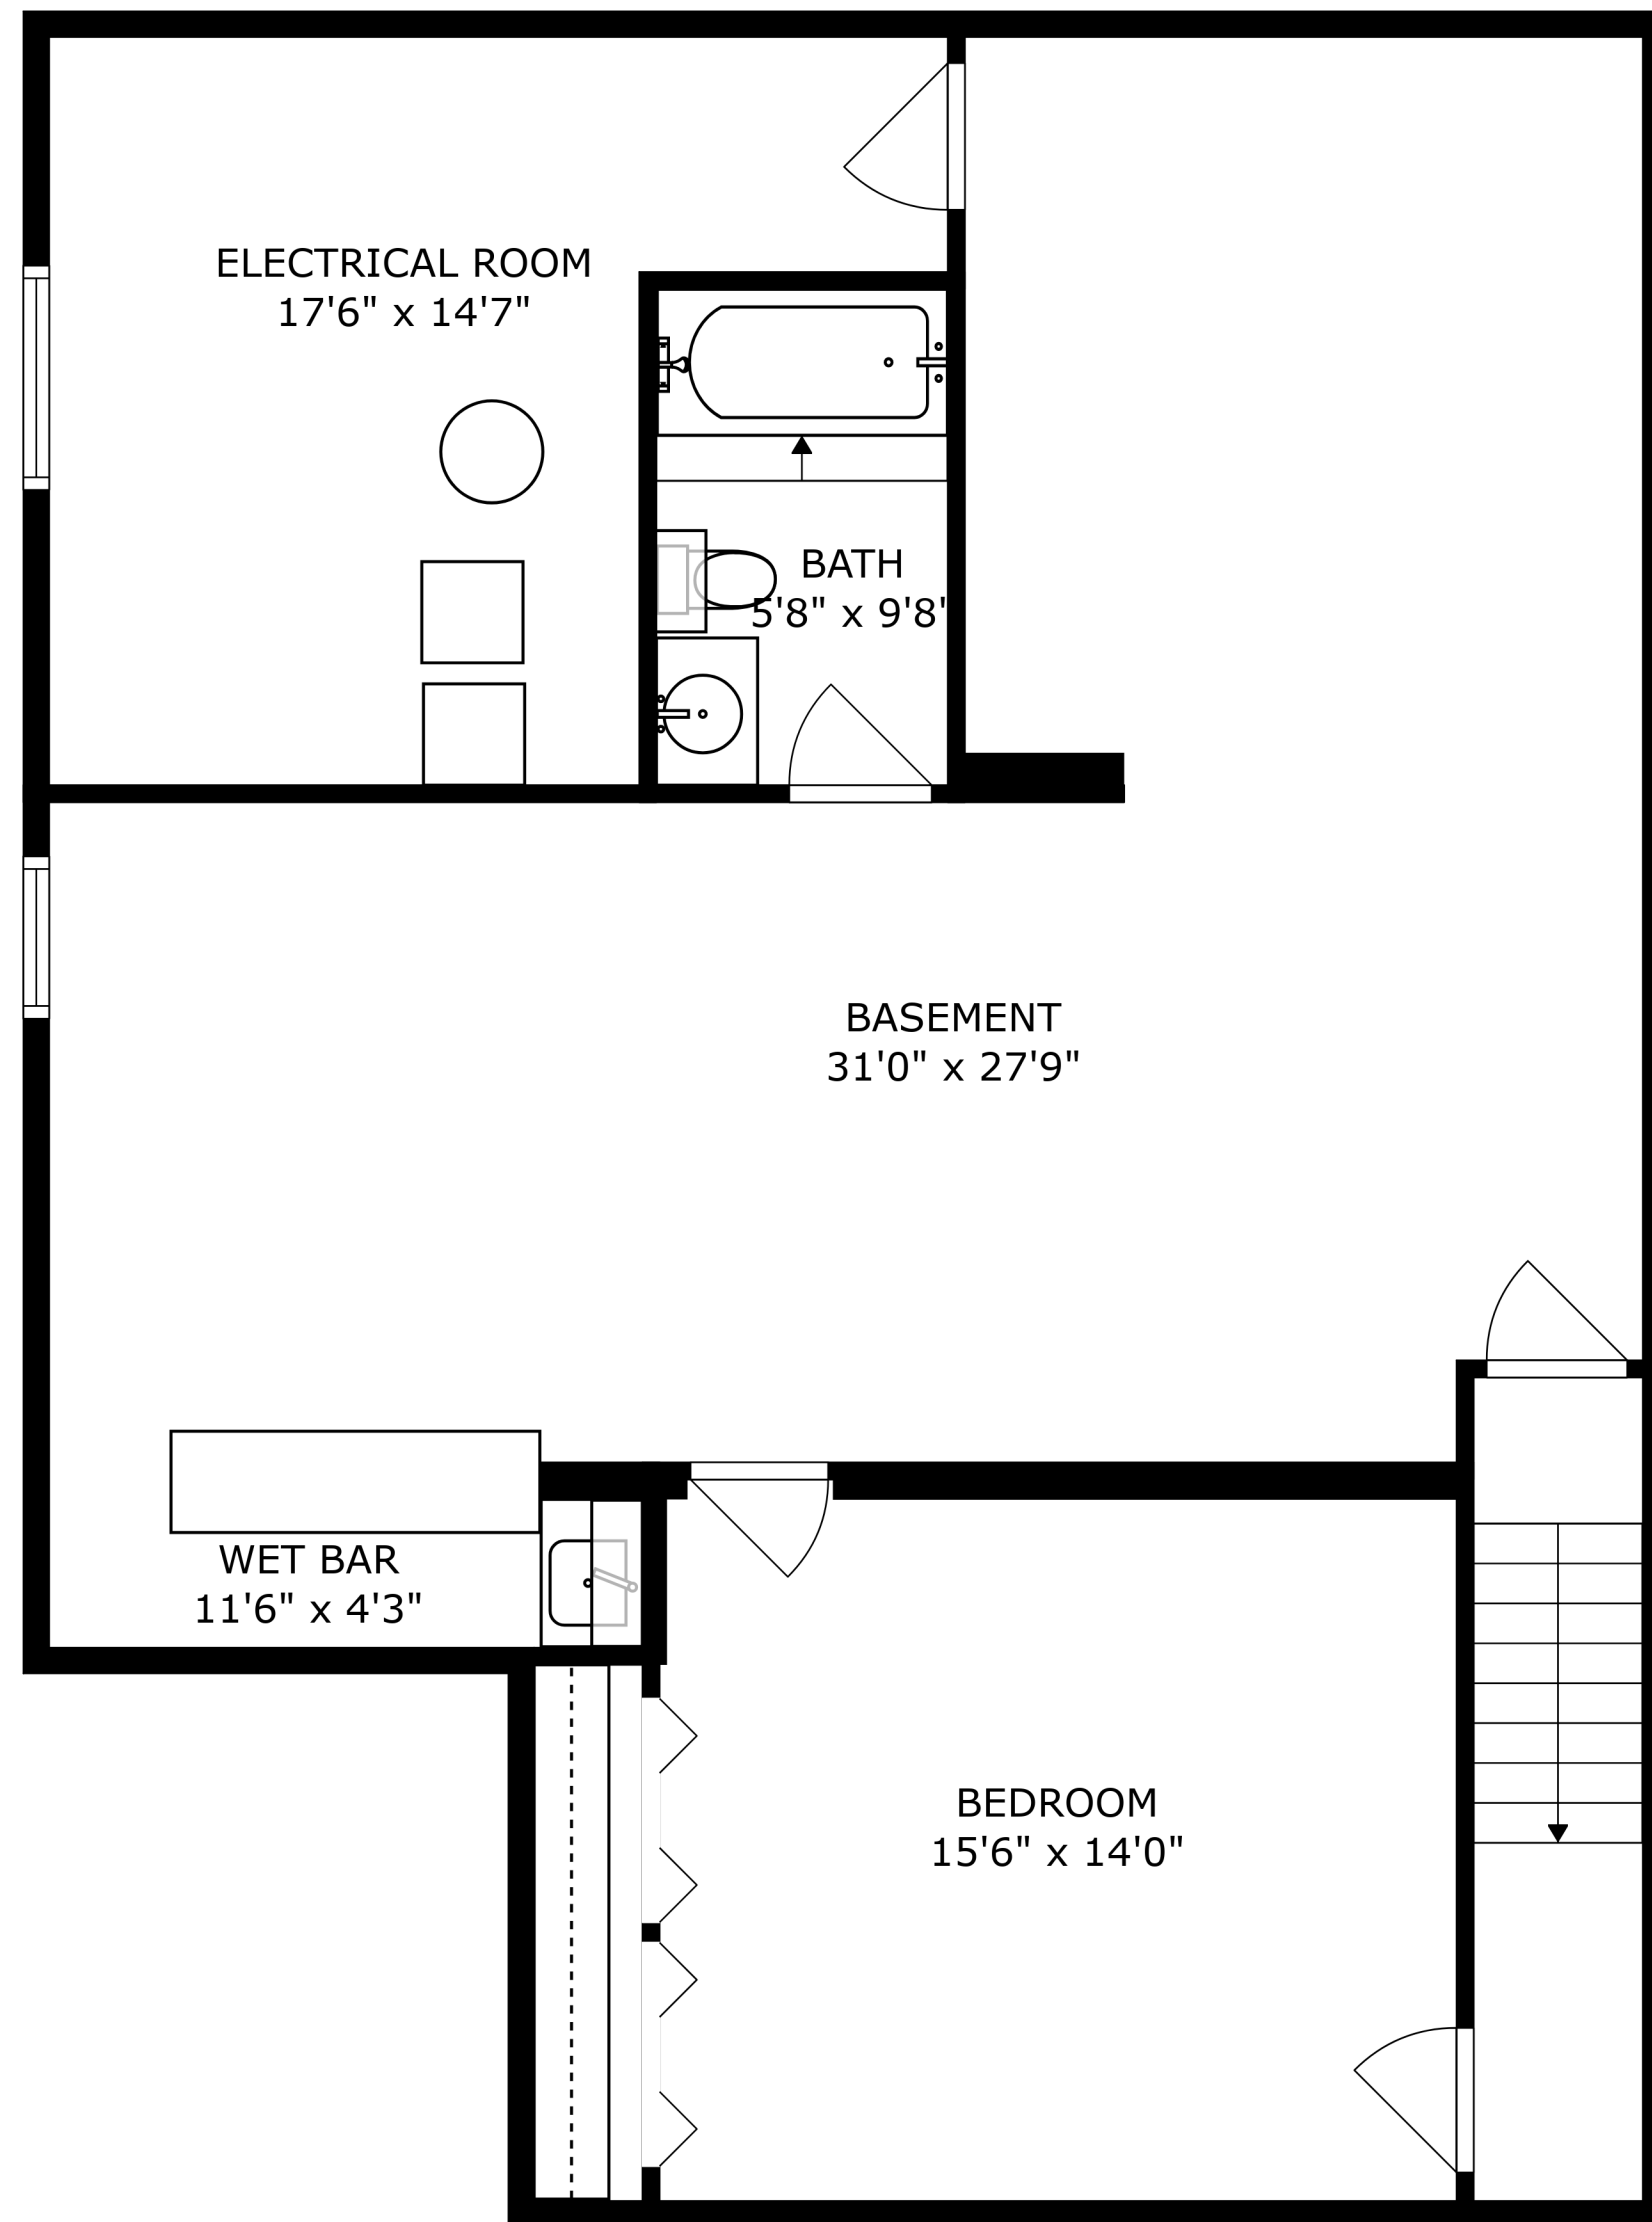 ELECTRICAL ROOM
17'6" x 14'7"
BATH
5'8" x 9'8'
BASEMENT
31'0" x 27'9"
WET BAR
11'6" x 4'3"
BEDROOM
15'6" x 14'0"